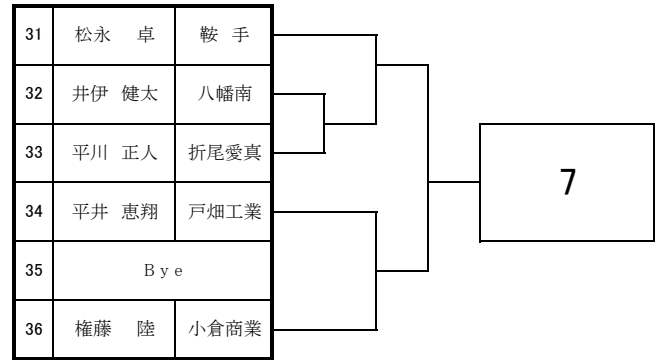 31 松永 卓 鞍 手
32 井伊 健太 八幡南
33 平川 正人 折尾愛真
34 平井 恵翔 戸畑工業
35 Bye
36 権藤 陸 小倉商業
7